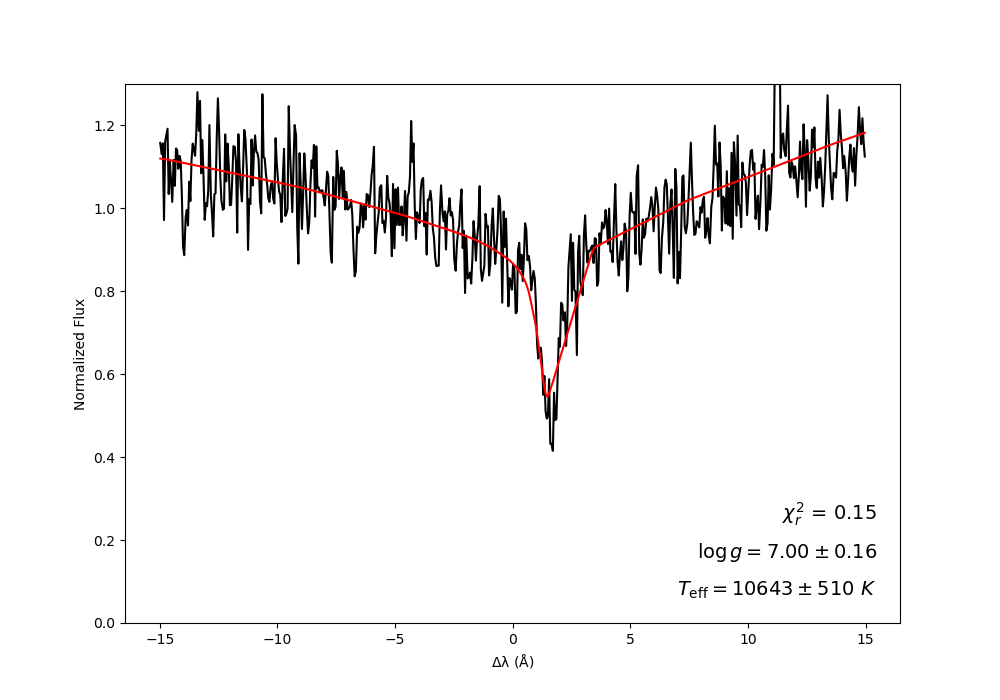 1.2
1.0
0.8
0.6
0.4
0.2
0.0
Normalized Flux
χ²ᵣ = 0.15
log g = 7.00 ± 0.16
T_eff = 10643 ± 510 K
−15 −10 −5 0 5 10 15
Δλ (Å)